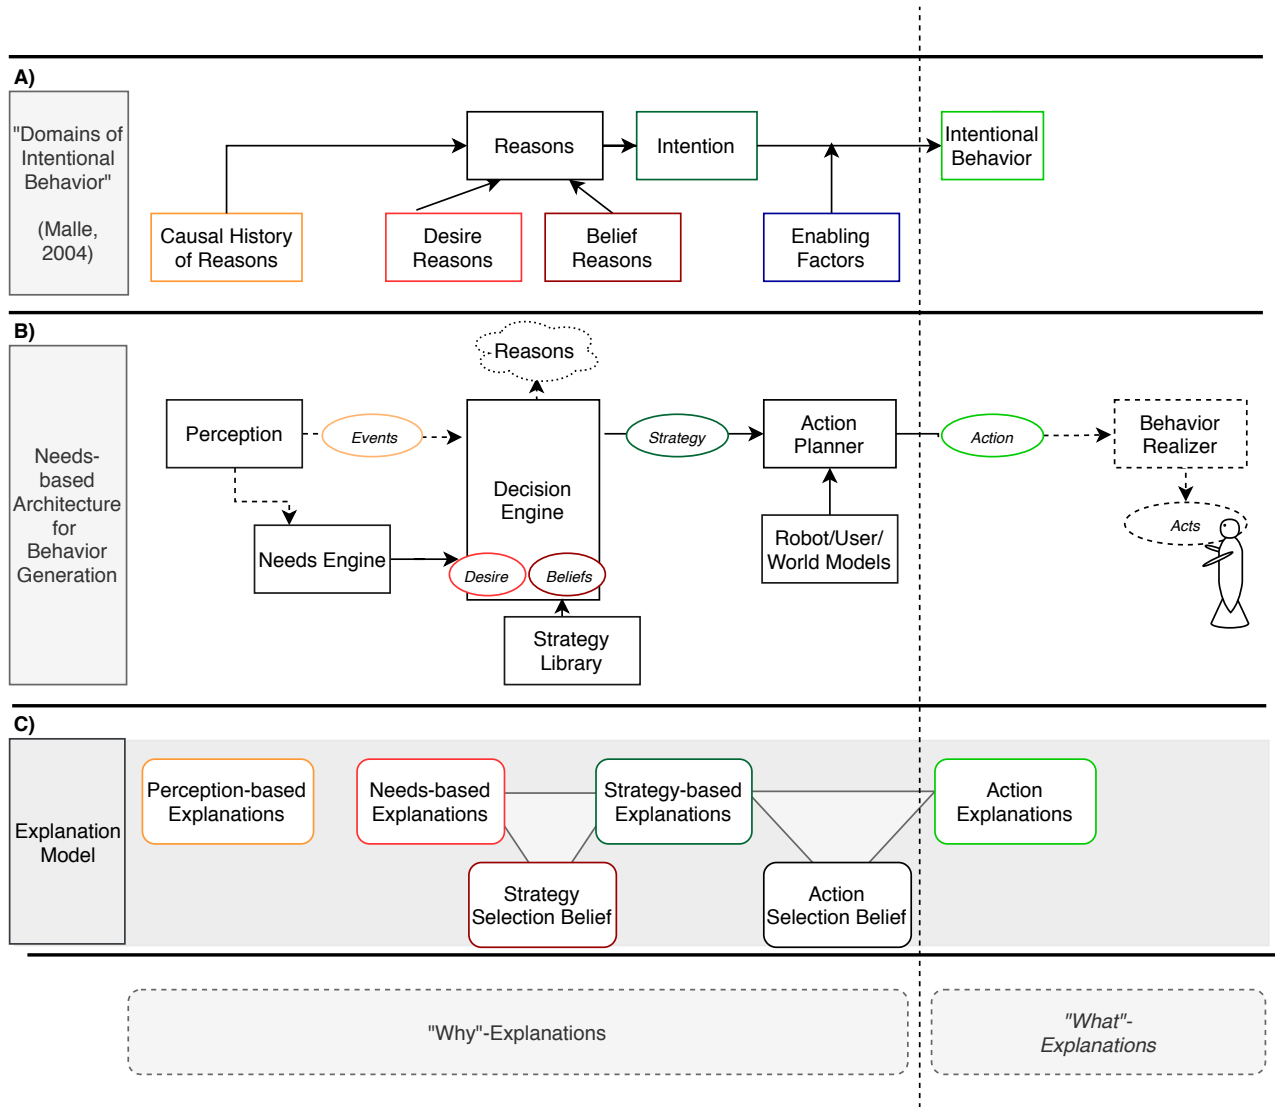 A)
"Domains of
Intentional
Behavior"
(Malle,
2004)
Reasons
Intention
Intentional
Behavior
Causal History
of Reasons
Desire
Reasons
Belief
Reasons
Enabling
Factors
B)
Needs-
based
Architecture
for
Behavior
Generation
Reasons
Perception
Events
Decision
Engine
Strategy
Action
Planner
Action
Behavior
Realizer
Needs Engine
Desire
Beliefs
Robot/User/
World Models
Acts
Strategy
Library
C)
Explanation
Model
Perception-based
Explanations
Needs-based
Explanations
Strategy-based
Explanations
Action
Explanations
Strategy
Selection Belief
Action
Selection Belief
"Why"-Explanations
"What"-
Explanations